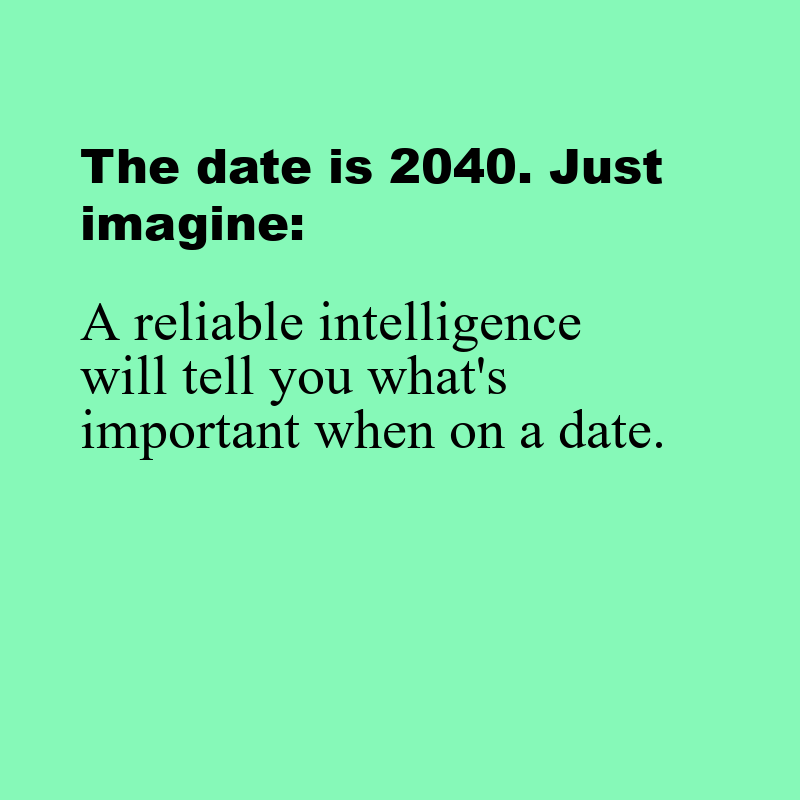 The date is 2040. Just
imagine:
A reliable intelligence
will tell you what's
important when on a date.